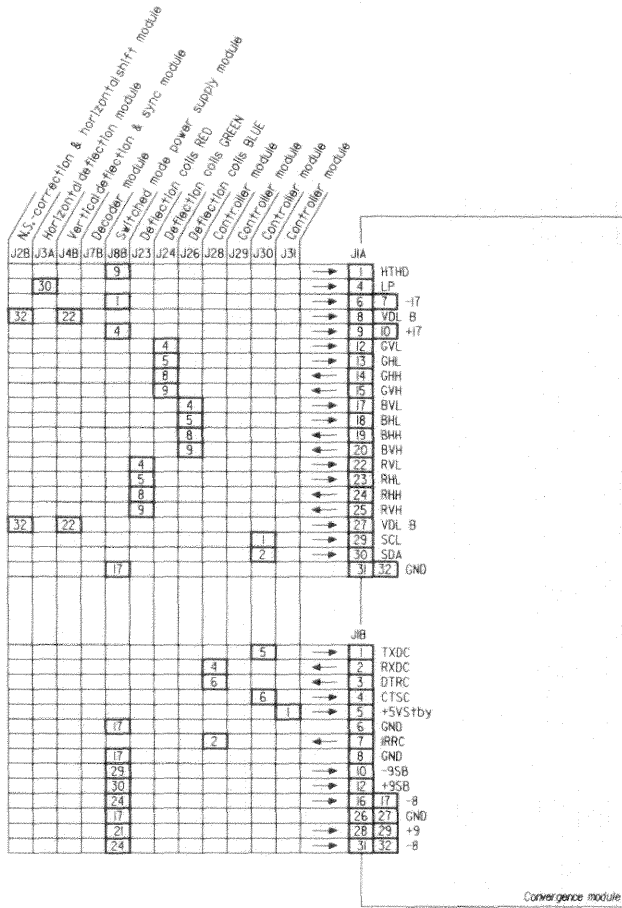 N.S.-correction & horizontal shift module
Horizontal deflection module
Vertical deflection & sync module
Decoder module
Switched mode power supply module
Deflection coils RED
Deflection coils GREEN
Deflection coils BLUE
Controller module
Controller module
Controller module
Controller module
J2B J3A J4B J7B J8B J23 J24 J26 J28 J29 J30 J31 J1A
9 1 HTHD
30 4 LP
1 6 7 -17
32 22 8 VDL B
4 9 10 +17
4 12 GVL
5 13 GHL
8 14 GHH
9 15 GVH
4 17 BVL
5 18 BHL
8 19 BHH
9 20 BVH
4 22 RVL
5 23 RHL
8 24 RHH
9 25 RVH
32 22 27 VDL B
1 29 SCL
2 30 SDA
17 31 32 GND
J1B
5 1 TXDC
4 2 RXDC
6 3 DTRC
6 4 CTSC
1 5 +5VStby
17 6 GND
2 7 IRRC
17 8 GND
29 10 -9SB
30 12 +9SB
24 16 17 -8
17 26 27 GND
21 28 29 +9
24 31 32 -8
Convergence module